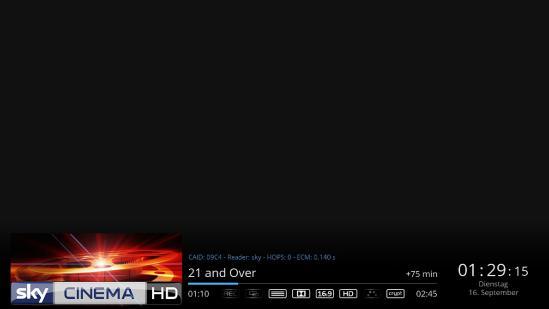 CAID: 09C4 - Reader: sky - HOPS: 0 - ECM: 0.140 s
21 and Over
+75 min
01:29:15
Dienstag
16. September
sky CINEMA HD
01:10
16:9
HD
crypt
02:45